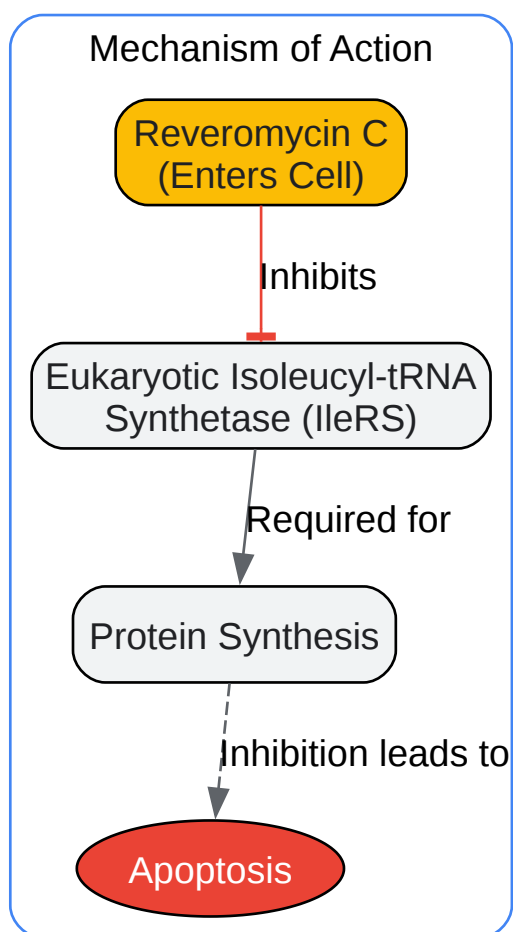 Mechanism of Action
Reveromycin C
(Enters Cell)
Inhibits
Eukaryotic Isoleucyl-tRNA
Synthetase (IleRS)
Required for
Protein Synthesis
Inhibition leads to
Apoptosis